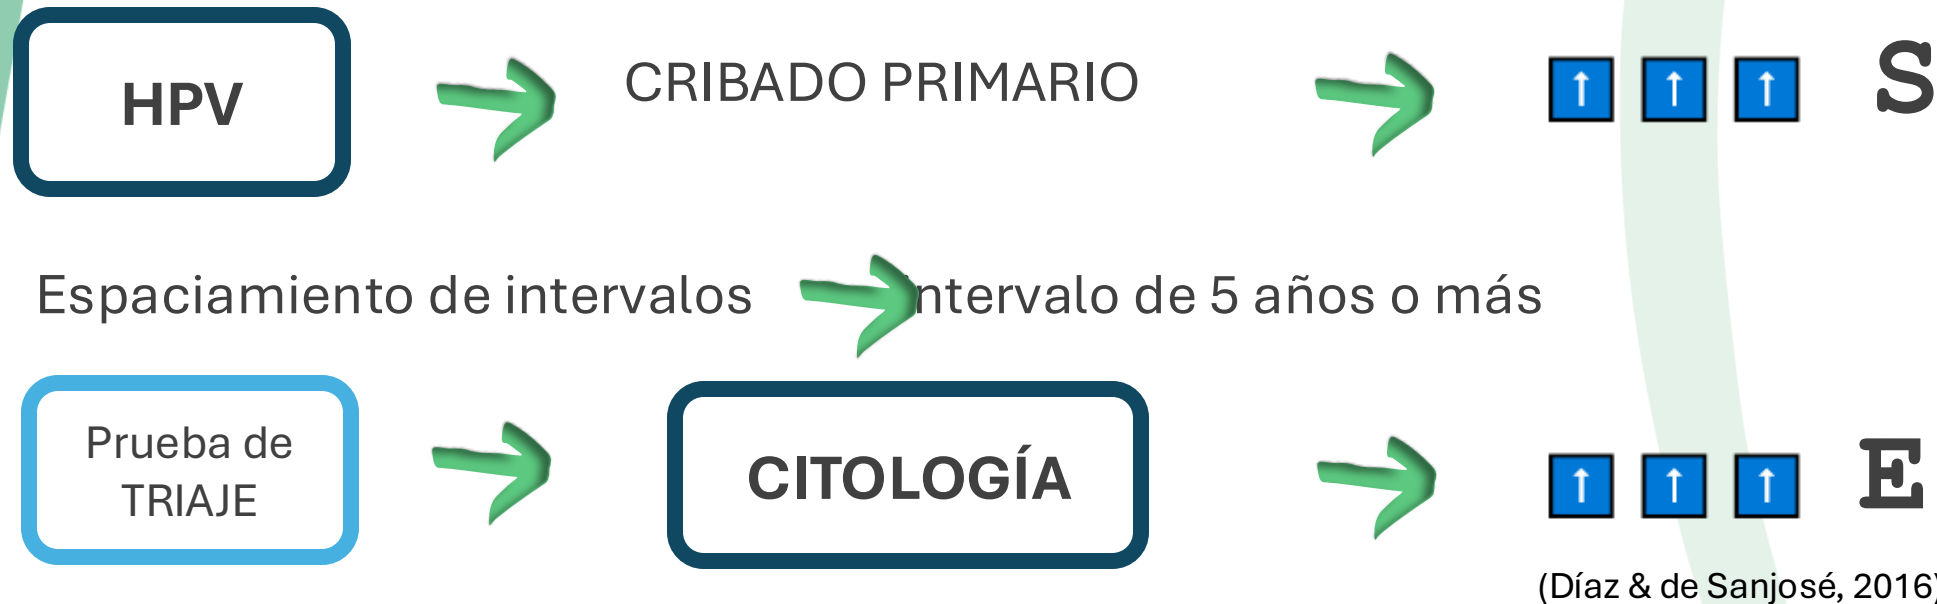 HPV
CRIBADO PRIMARIO
↑ ↑ ↑ S
Espaciamiento de intervalos
ntervalo de 5 años o más
Prueba de
TRIAJE
CITOLOGÍA
↑ ↑ ↑ E
(Díaz & de Sanjosé, 2016)